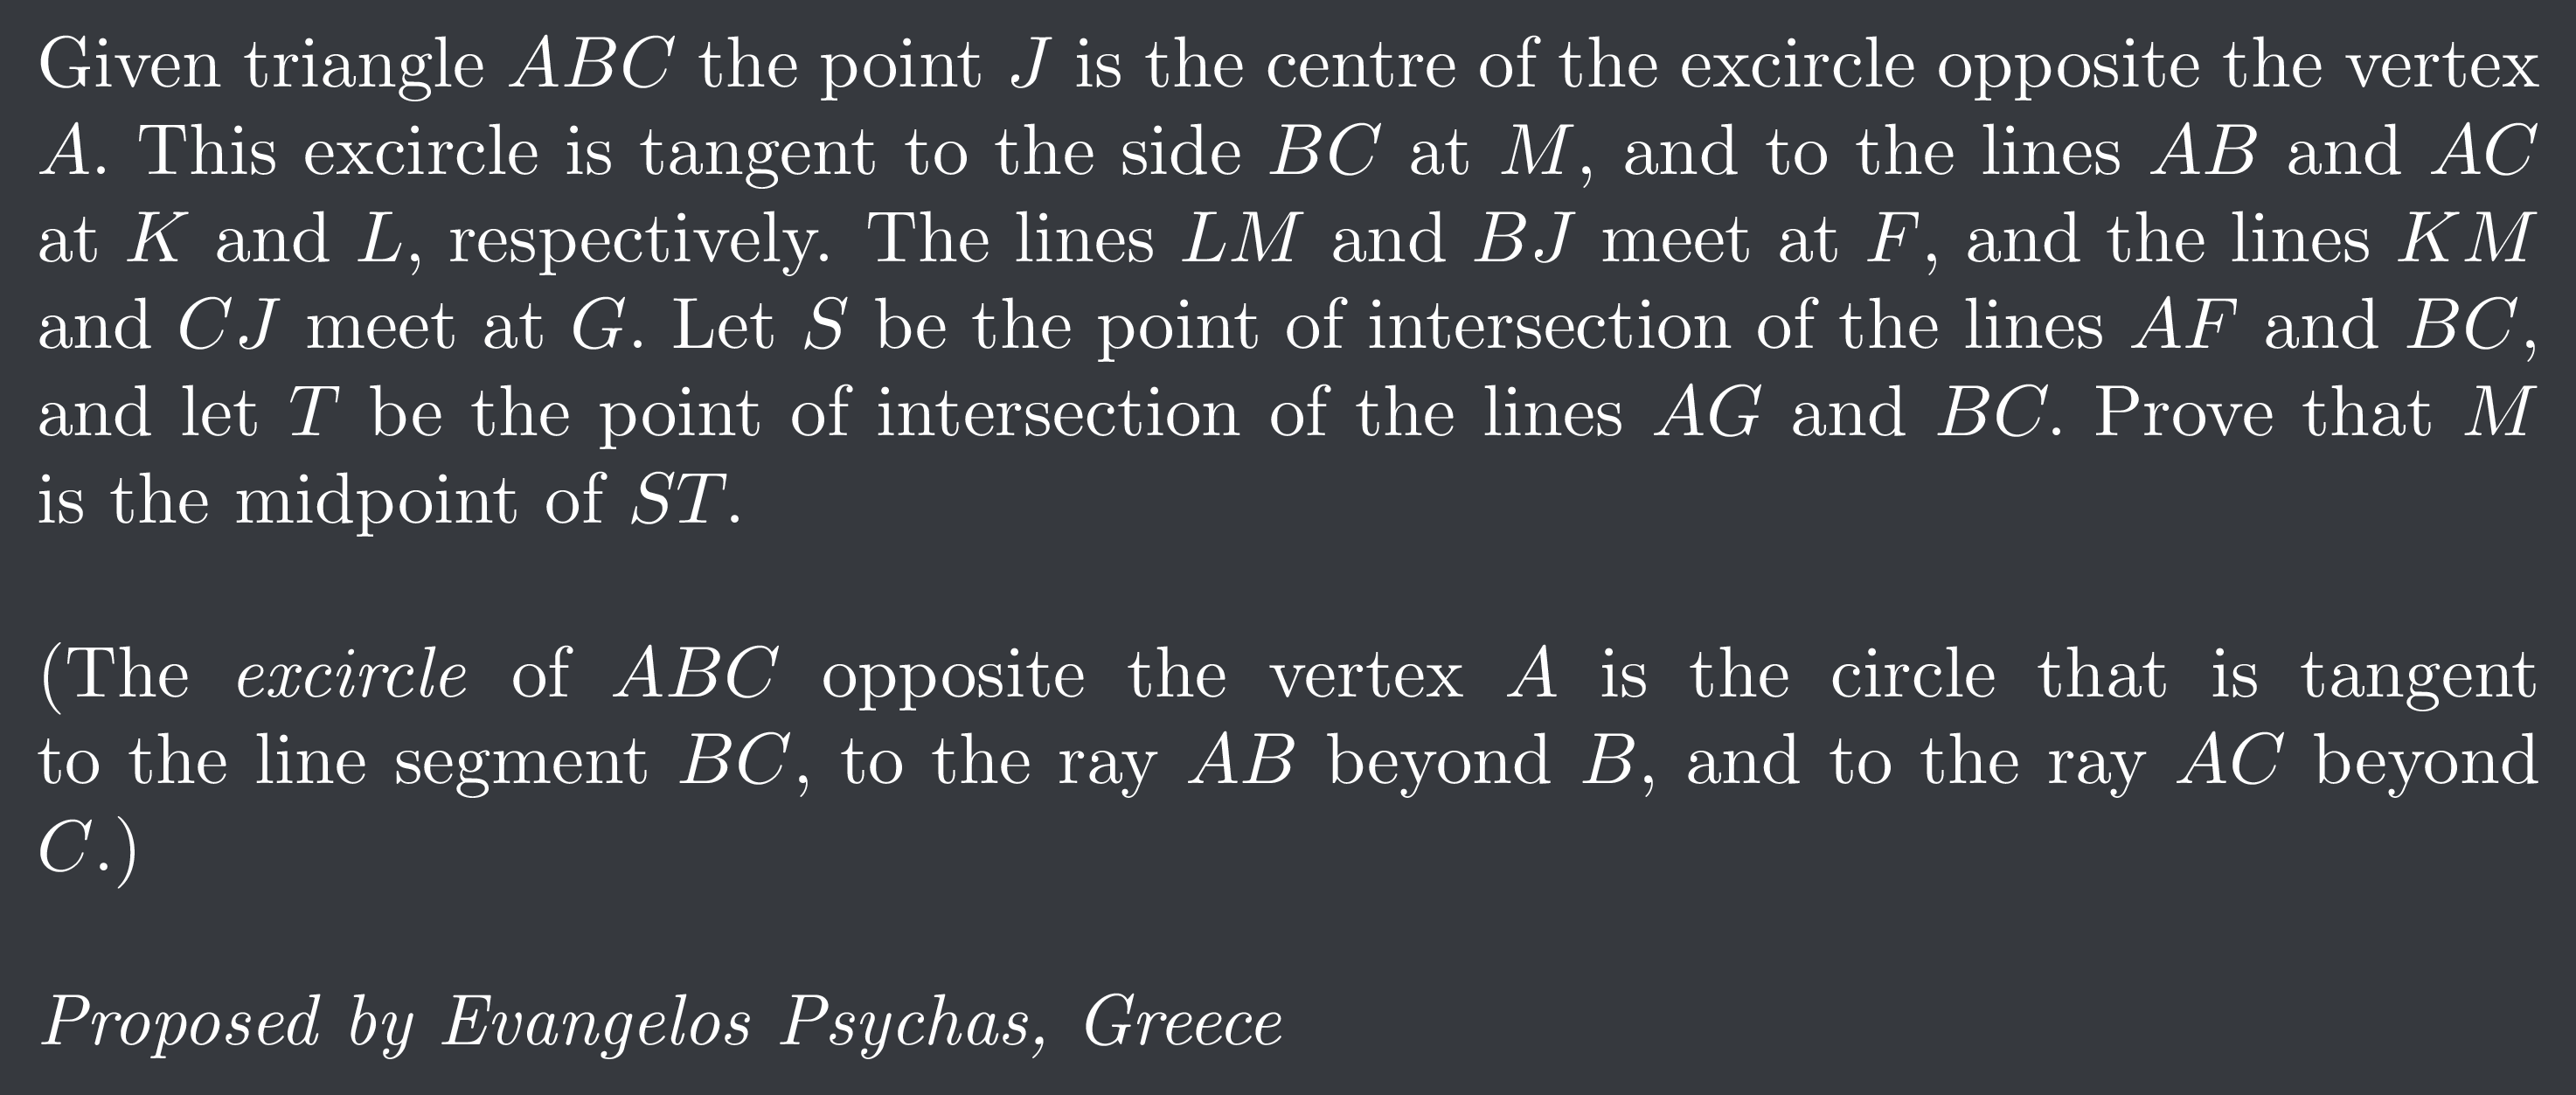 Given triangle ABC the point J is the centre of the excircle opposite the vertex
A. This excircle is tangent to the side BC at M, and to the lines AB and AC
at K and L, respectively. The lines LM and BJ meet at F, and the lines KM
and CJ meet at G. Let S be the point of intersection of the lines AF and BC,
and let T be the point of intersection of the lines AG and BC. Prove that M
is the midpoint of ST.
(The excircle of ABC opposite the vertex A is the circle that is tangent
to the line segment BC, to the ray AB beyond B, and to the ray AC beyond
C.)
Proposed by Evangelos Psychas, Greece